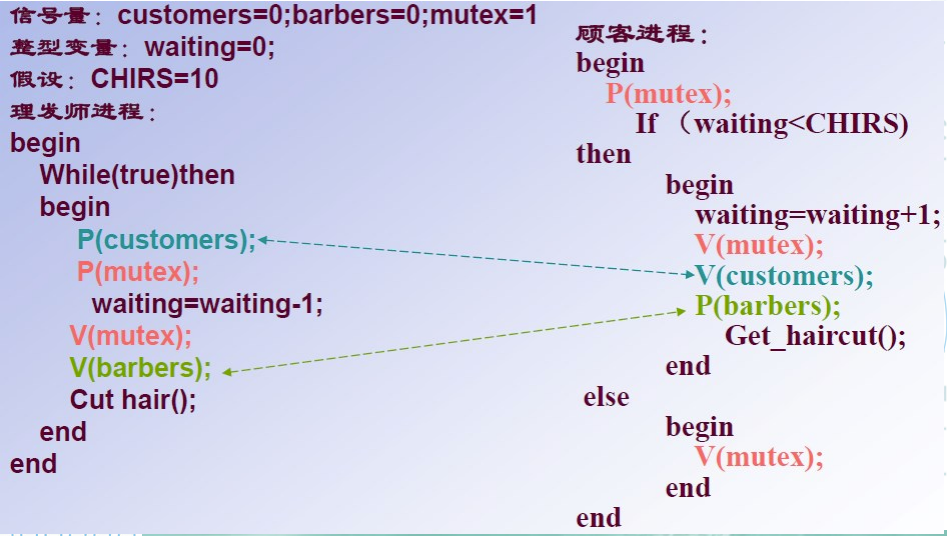 信号量：customers=0;barbers=0;mutex=1
整型变量：waiting=0;
假设：CHIRS=10
理发师进程：
begin
While(true)then
begin
P(customers);
P(mutex);
waiting=waiting-1;
V(mutex);
V(barbers);
Cut hair();
end
end
顾客进程：
begin
P(mutex);
If （waiting<CHIRS)
then
begin
waiting=waiting+1;
V(mutex);
V(customers);
P(barbers);
Get_haircut();
end
else
begin
V(mutex);
end
end